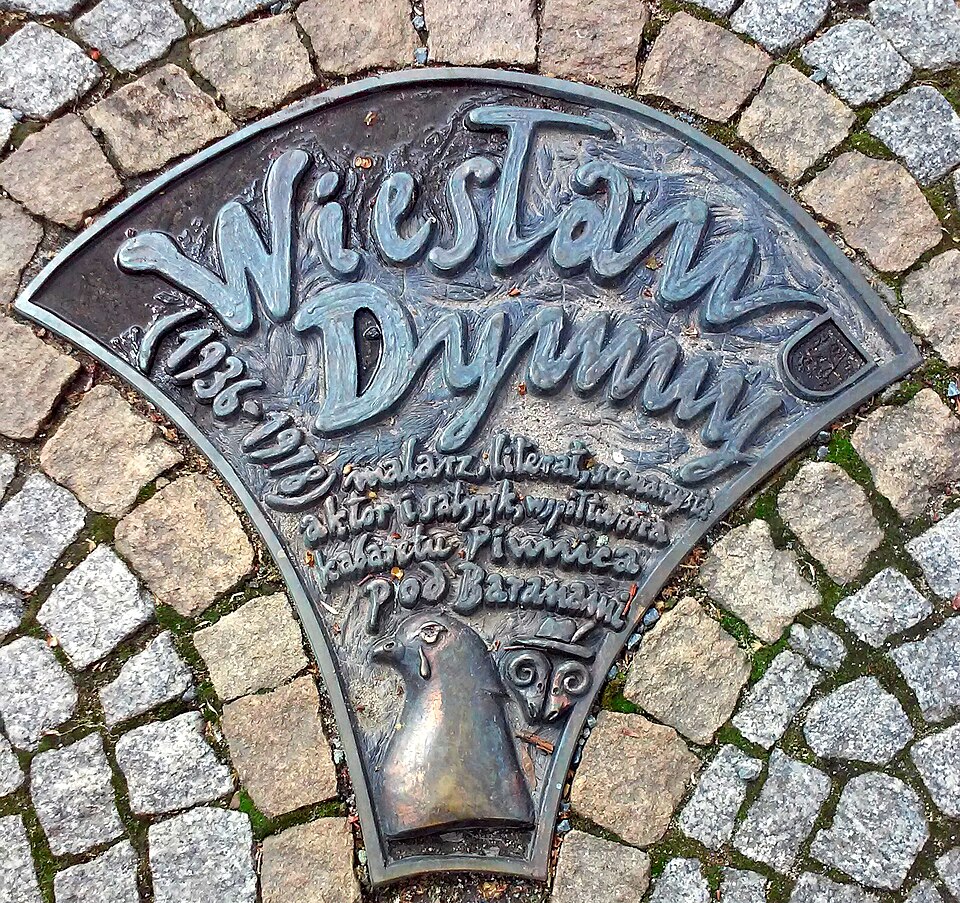 Wiesław
Dymny
(1936-1978)
malarz, literat, scenarzysta
aktor i satyryk, współtwórca
kabaretu Piwnica
pod Baranami